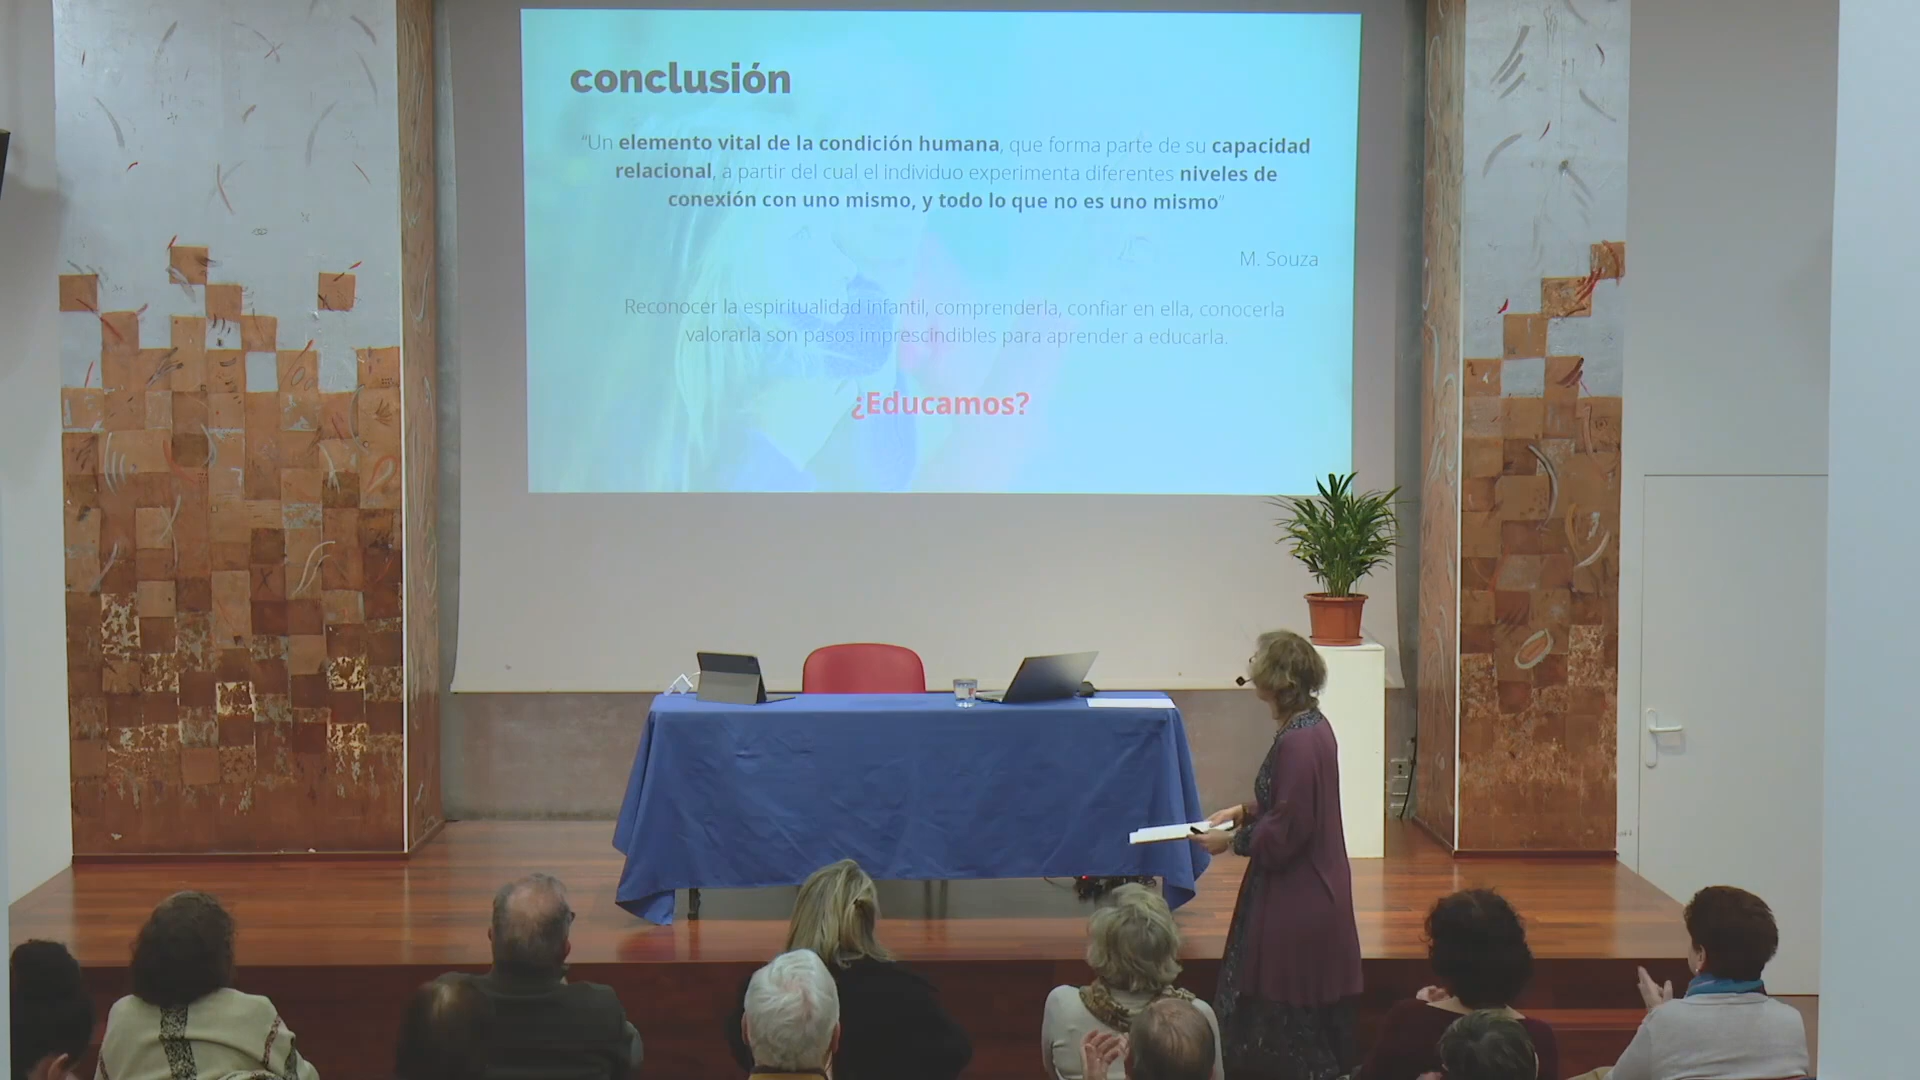 conclusión
“Un elemento vital de la condición humana, que forma parte de su capacidad
relacional, a partir del cual el individuo experimenta diferentes niveles de
conexión con uno mismo, y todo lo que no es uno mismo”
M. Souza
Reconocer la espiritualidad infantil, comprenderla, confiar en ella, conocerla
valorarla son pasos imprescindibles para aprender a educarla.
¿Educamos?